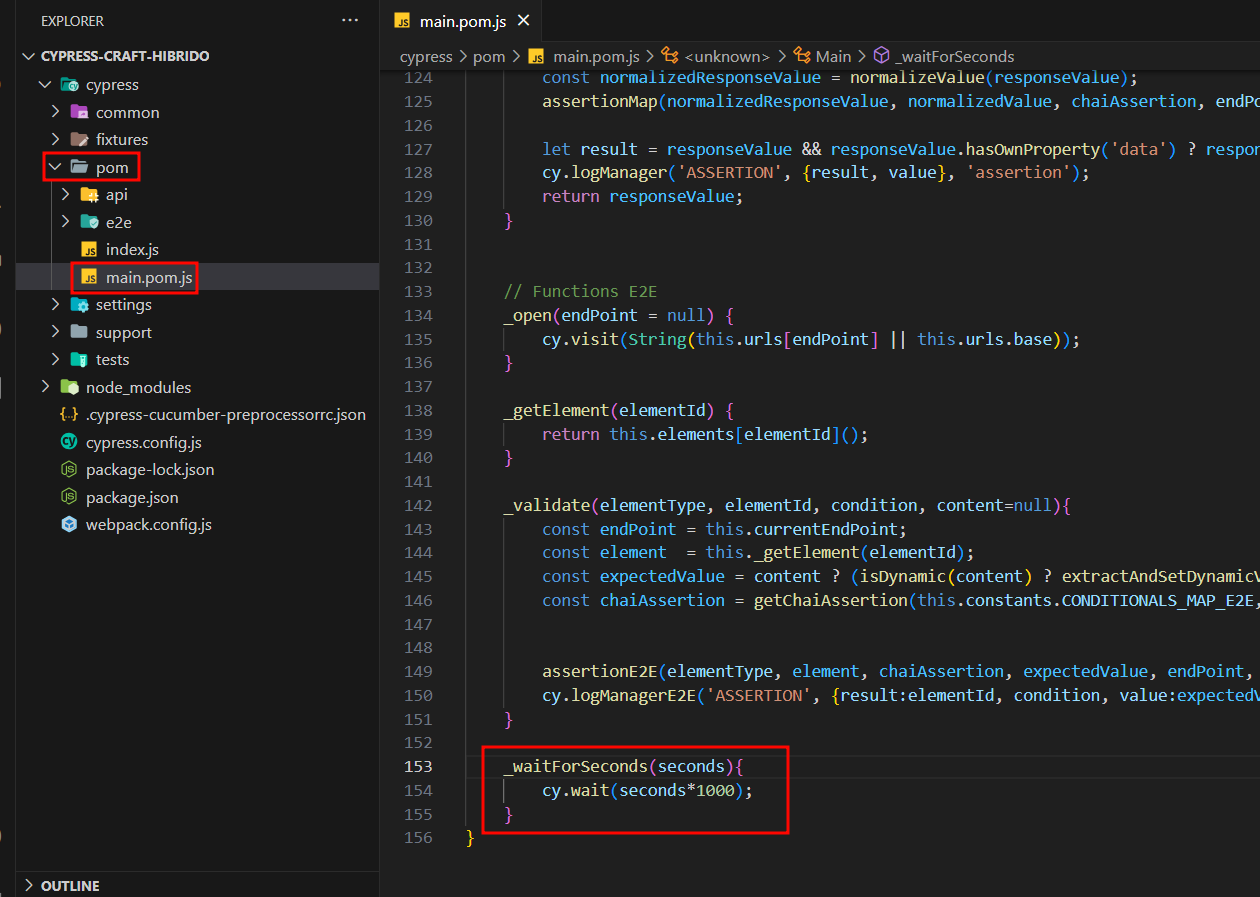 EXPLORER
CYPRESS-CRAFT-HIBRIDO
cypress
common
fixtures
pom
api
e2e
index.js
main.pom.js
settings
support
tests
node_modules
.cypress-cucumber-preprocessorrc.json
cypress.config.js
package-lock.json
package.json
webpack.config.js
OUTLINE
main.pom.js
cypress > pom > main.pom.js > <unknown> > Main > _waitForSeconds
124 const normalizedResponseValue = normalizeValue(responseValue);
125 assertionMap(normalizedResponseValue, normalizedValue, chaiAssertion, endPo
126
127 let result = responseValue && responseValue.hasOwnProperty('data') ? respon
128 cy.logManager('ASSERTION', {result, value}, 'assertion');
129 return responseValue;
130 }
131
132
133 // Functions E2E
134 _open(endPoint = null) {
135 cy.visit(String(this.urls[endPoint] || this.urls.base));
136 }
137
138 _getElement(elementId) {
139 return this.elements[elementId]();
140 }
141
142 _validate(elementType, elementId, condition, content=null){
143 const endPoint = this.currentEndPoint;
144 const element  = this._getElement(elementId);
145 const expectedValue = content ? (isDynamic(content) ? extractAndSetDynamicV
146 const chaiAssertion = getChaiAssertion(this.constants.CONDITIONALS_MAP_E2E,
147
148
149 assertionE2E(elementType, element, chaiAssertion, expectedValue, endPoint,
150 cy.logManagerE2E('ASSERTION', {result:elementId, condition, value:expectedV
151 }
152
153 _waitForSeconds(seconds){
154 cy.wait(seconds*1000);
155 }
156 }